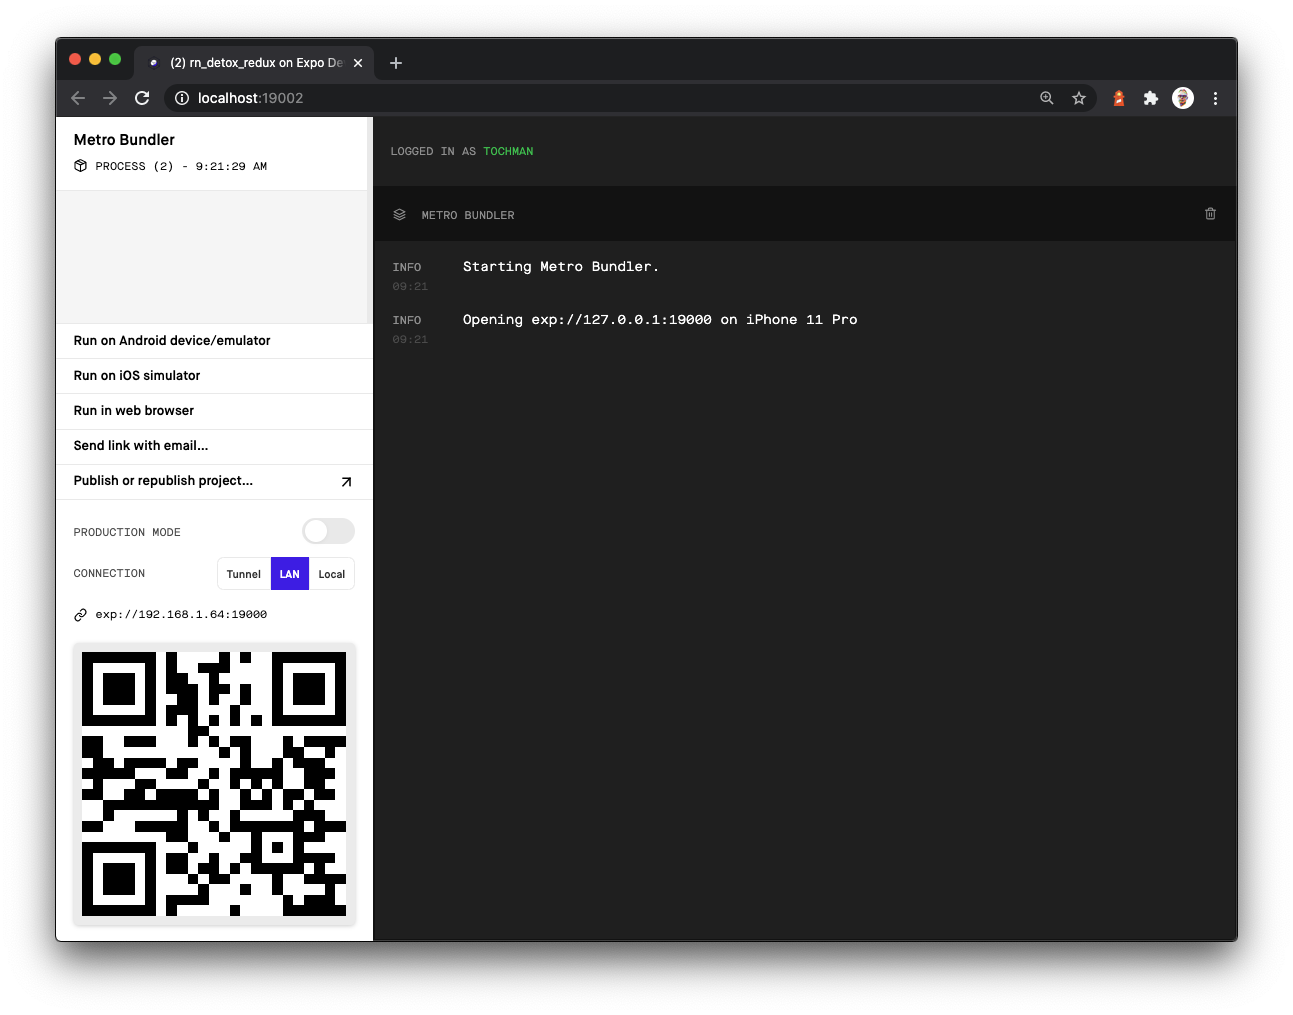 (2) rn_detox_redux on Expo De
localhost:19002
Metro Bundler
PROCESS (2) - 9:21:29 AM
Run on Android device/emulator
Run on iOS simulator
Run in web browser
Send link with email...
Publish or republish project...
PRODUCTION MODE
CONNECTION
Tunnel LAN Local
exp://192.168.1.64:19000
LOGGED IN AS TOCHMAN
METRO BUNDLER
INFO Starting Metro Bundler.
09:21
INFO Opening exp://127.0.0.1:19000 on iPhone 11 Pro
09:21